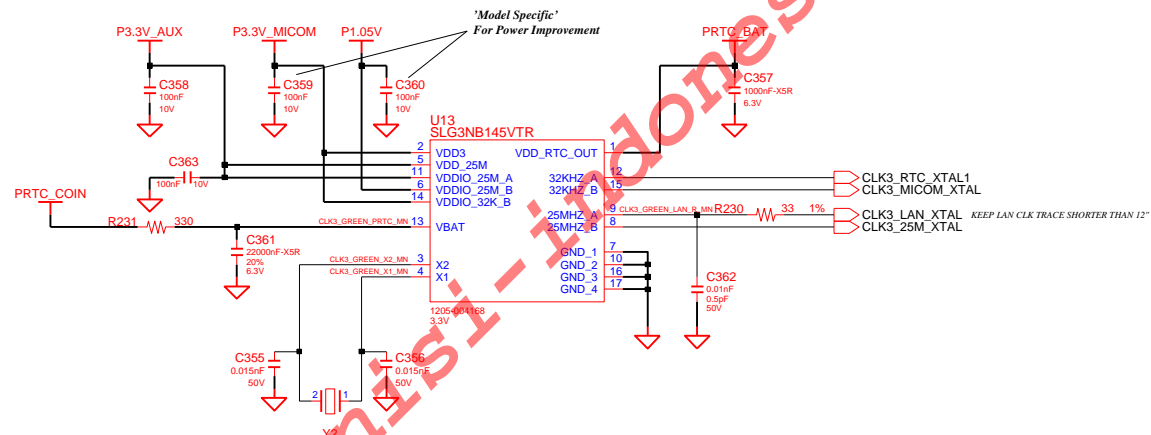 'Model Specific'
For Power Improvement
P3.3V_AUX
P3.3V_MICOM
P1.05V
PRTC_BAT
C358
100nF
10V
C359
100nF
10V
C360
100nF
10V
C357
1000nF-X5R
6.3V
U13
SLG3NB145VTR
2 VDD3
5 VDD_25M
11 VDDIO_25M_A
6 VDDIO_25M_B
14 VDDIO_32K_B
13 VBAT
3 X2
4 X1
VDD_RTC_OUT 1
32KHZ_A 12
32KHZ_B 15
25MHZ_A 9
25MHZ_B 8
GND_1 7
GND_2 10
GND_3 16
GND_4 17
1205-004168
3.3V
C363
100nF 10V
PRTC_COIN
R231 330
CLK3_GREEN_PRTC_MN
C361
22000nF-X5R
20%
6.3V
CLK3_GREEN_X2_MN
CLK3_GREEN_X1_MN
CLK3_RTC_XTAL1
CLK3_MICOM_XTAL
CLK3_GREEN_LAN_R_MN R230 33 1% CLK3_LAN_XTAL KEEP LAN CLK TRACE SHORTER THAN 12"
CLK3_25M_XTAL
C362
0.01nF
0.5pF
50V
C355
0.015nF
50V
C356
0.015nF
50V
2 1
nisi-indones